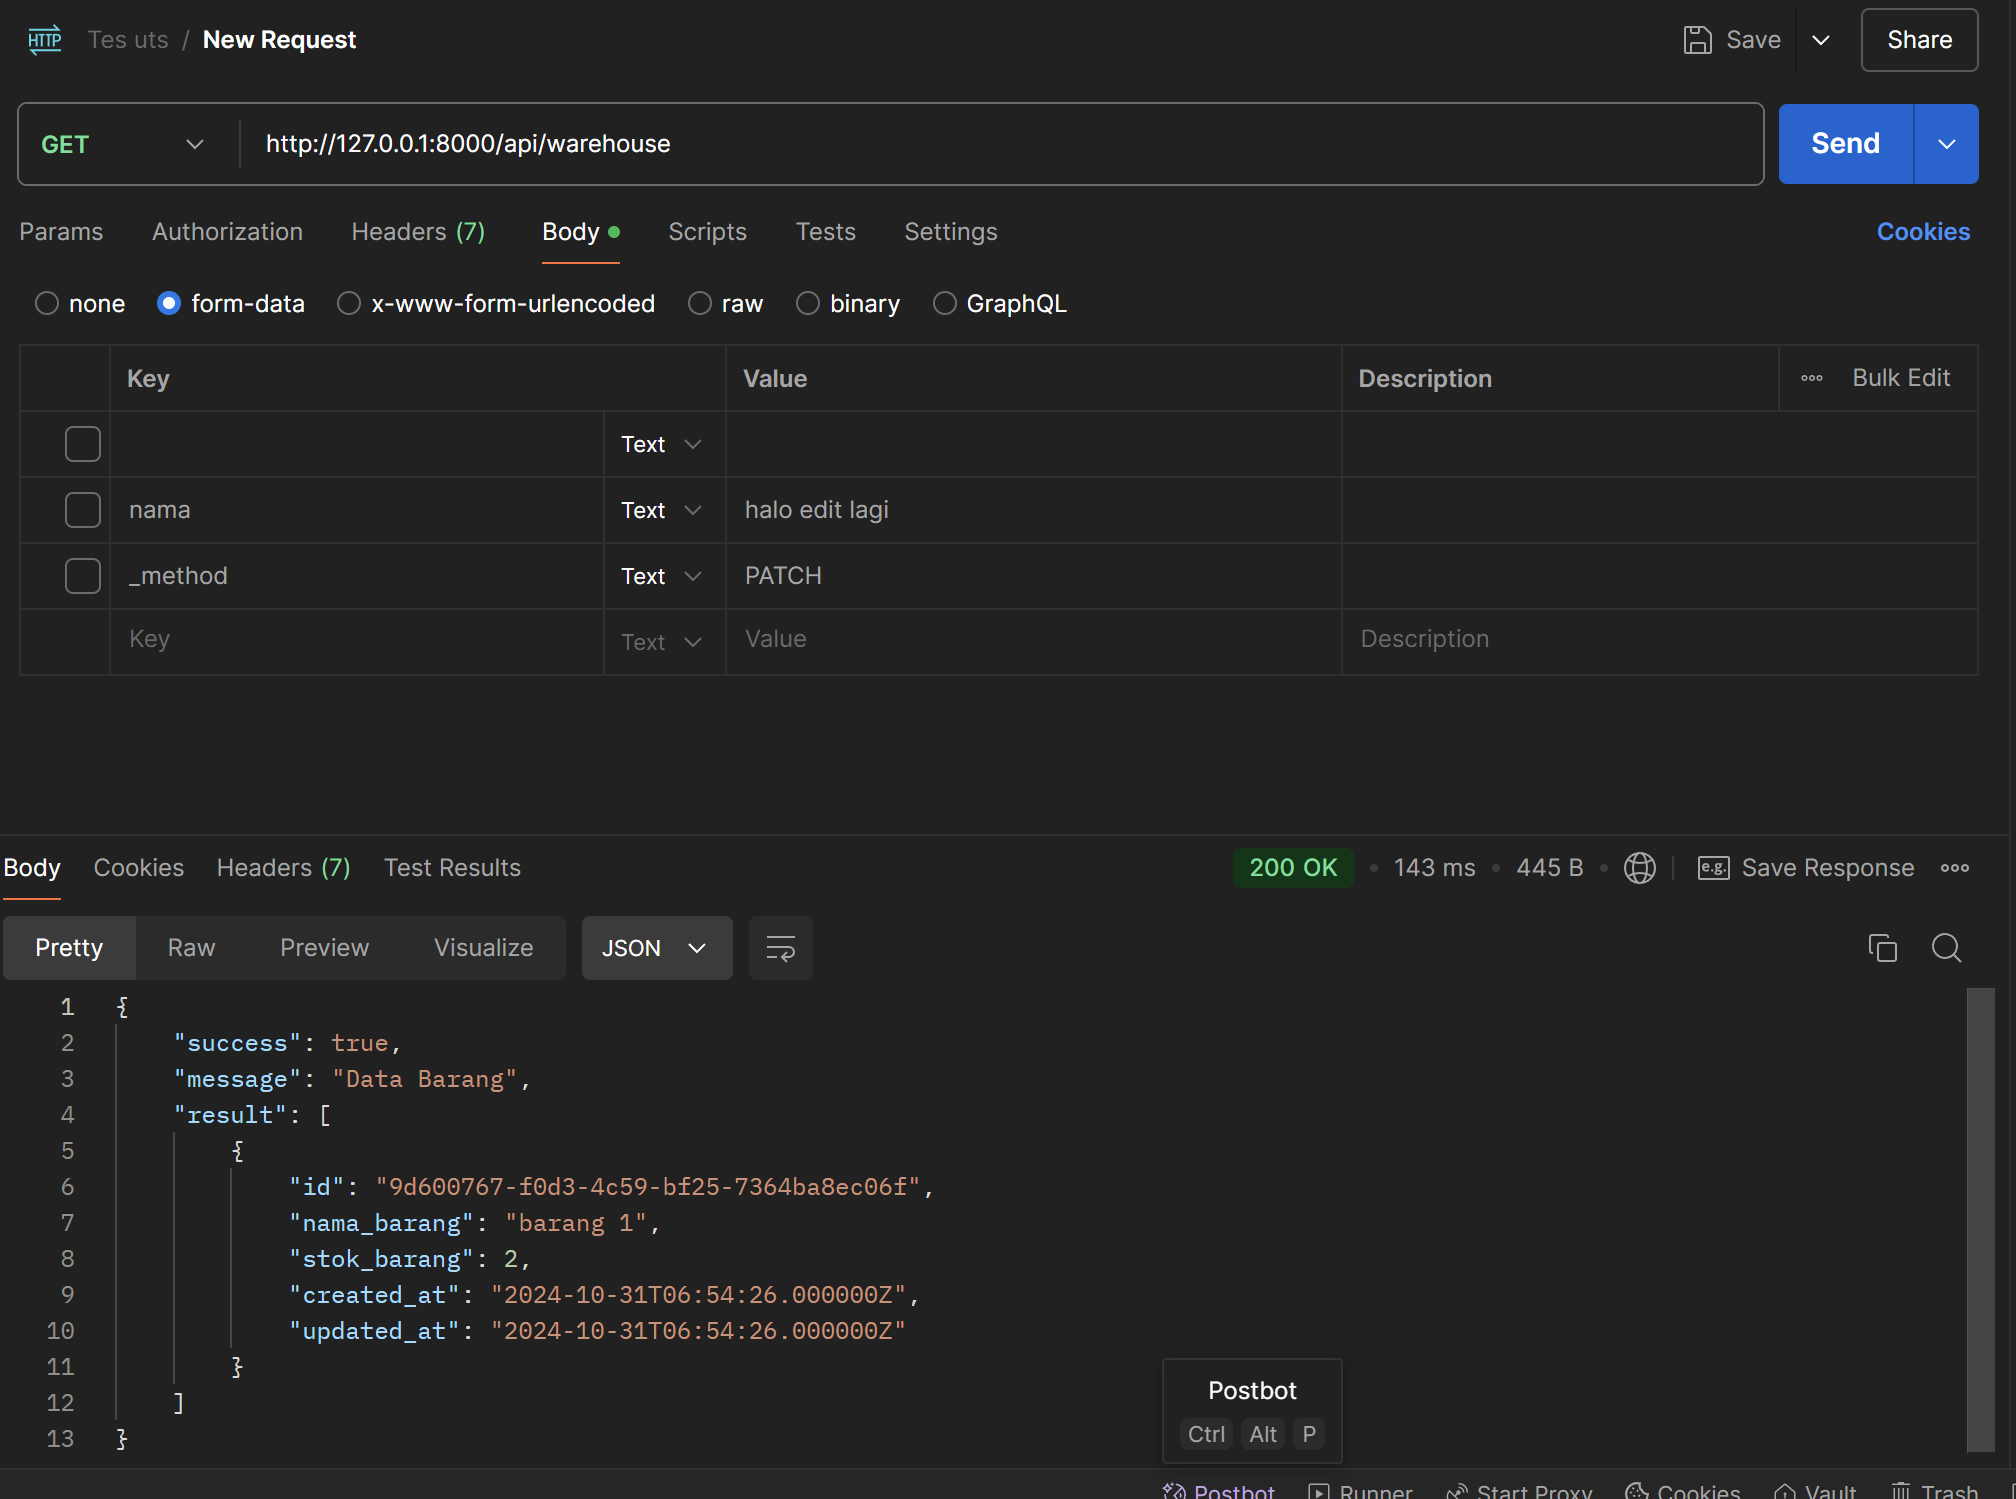 HTTP Tes uts / New Request Save Share
GET http://127.0.0.1:8000/api/warehouse Send
Params Authorization Headers (7) Body Scripts Tests Settings Cookies
none form-data x-www-form-urlencoded raw binary GraphQL
Key Value Description Bulk Edit
Text
nama Text halo edit lagi
_method Text PATCH
Key Text Value Description
Body Cookies Headers (7) Test Results 200 OK 143 ms 445 B e.g. Save Response
Pretty Raw Preview Visualize JSON
1 {
2 "success": true,
3 "message": "Data Barang",
4 "result": [
5 {
6 "id": "9d600767-f0d3-4c59-bf25-7364ba8ec06f",
7 "nama_barang": "barang 1",
8 "stok_barang": 2,
9 "created_at": "2024-10-31T06:54:26.000000Z",
10 "updated_at": "2024-10-31T06:54:26.000000Z"
11 }
12 ]
13 }
Postbot
Ctrl Alt P
Postbot Runner Start Proxy Cookies Vault Trash